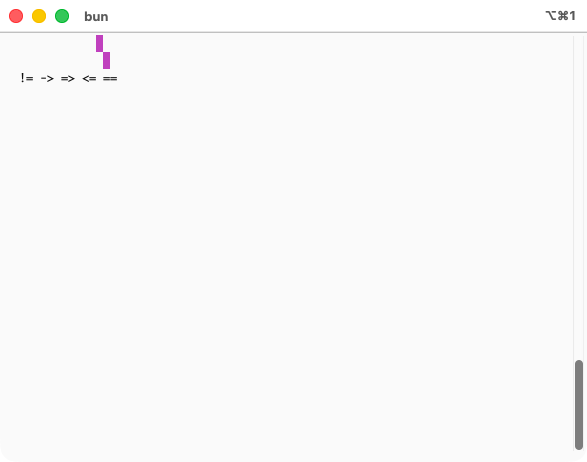 bun
⌥⌘1
!= -> => <= ==